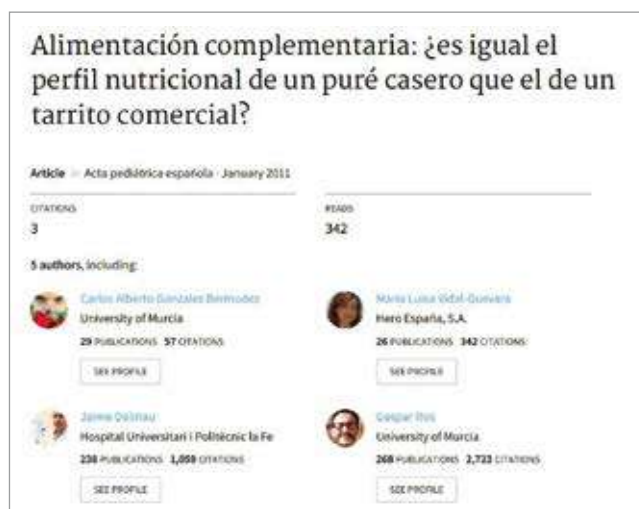 Alimentación complementaria: ¿es igual el
perfil nutricional de un puré casero que el de un
tarrito comercial?
Article in Acta pediátrica española · January 2011
CITATIONS
3
READS
342
5 authors, including:
Carlos Alberto González Bermúdez
University of Murcia
29 PUBLICATIONS 57 CITATIONS
SEE PROFILE
Maria Luisa Vidal-Guevara
Hero España, S.A.
26 PUBLICATIONS 342 CITATIONS
SEE PROFILE
Jaime Dalmau
Hospital Universitari i Politècnic la Fe
238 PUBLICATIONS 1,059 CITATIONS
SEE PROFILE
Gaspar Ros
University of Murcia
268 PUBLICATIONS 2,723 CITATIONS
SEE PROFILE